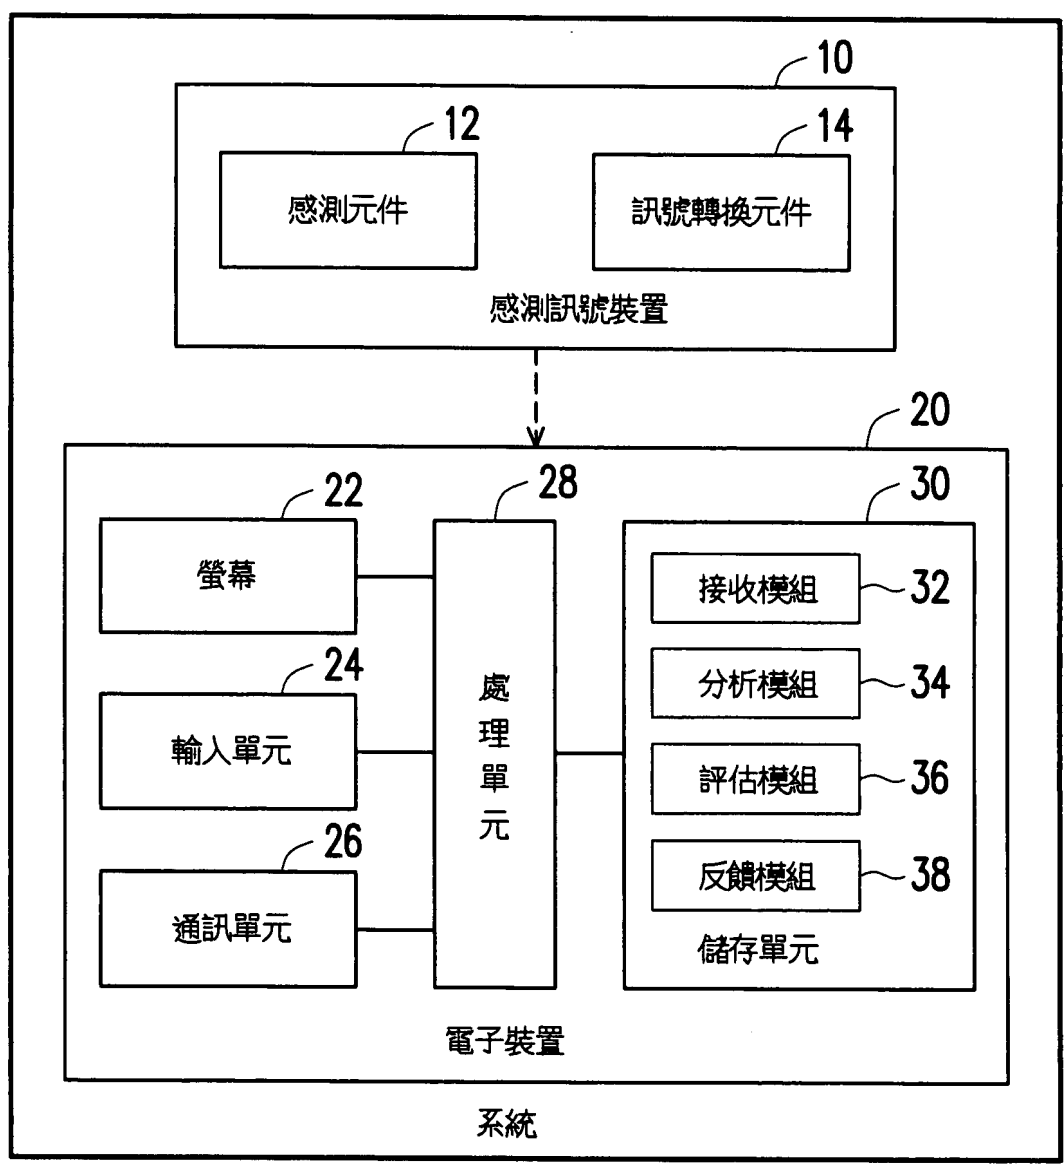 10
12
14
感測元件
訊號轉換元件
感測訊號裝置
20
22
28
30
螢幕
接收模組
32
24
分析模組
34
輸入單元
處理單元
評估模組
36
26
反饋模組
38
通訊單元
儲存單元
電子裝置
系統